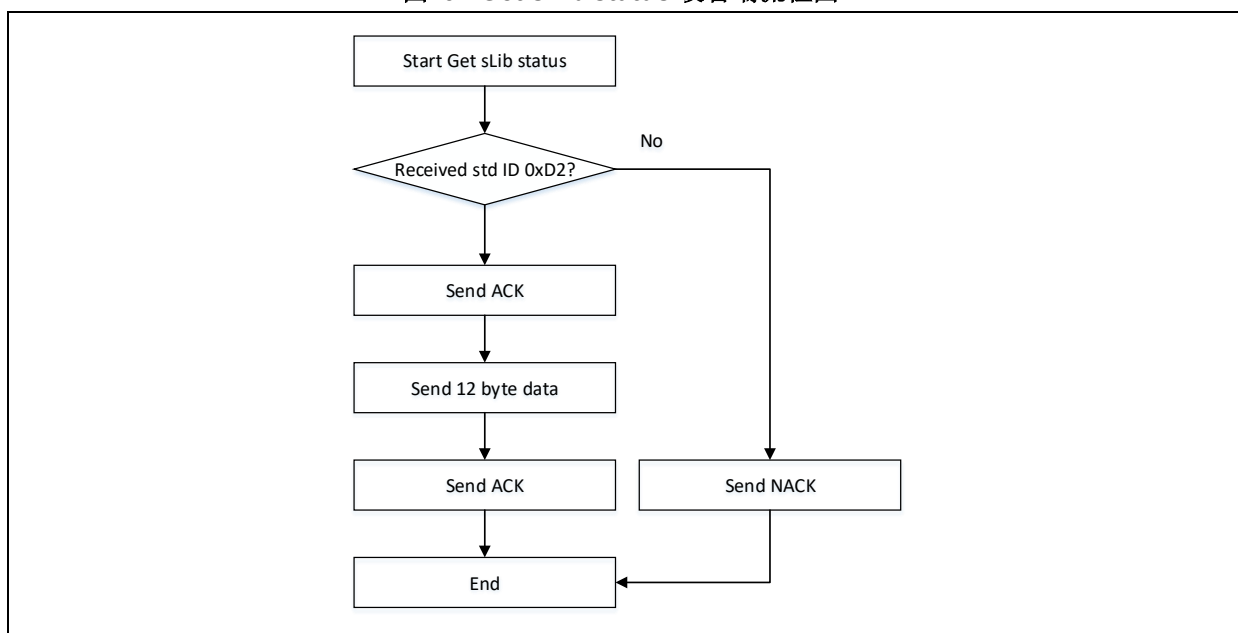 Start Get sLib status
No
Received std ID 0xD2?
Send ACK
Send 12 byte data
Send ACK
Send NACK
End